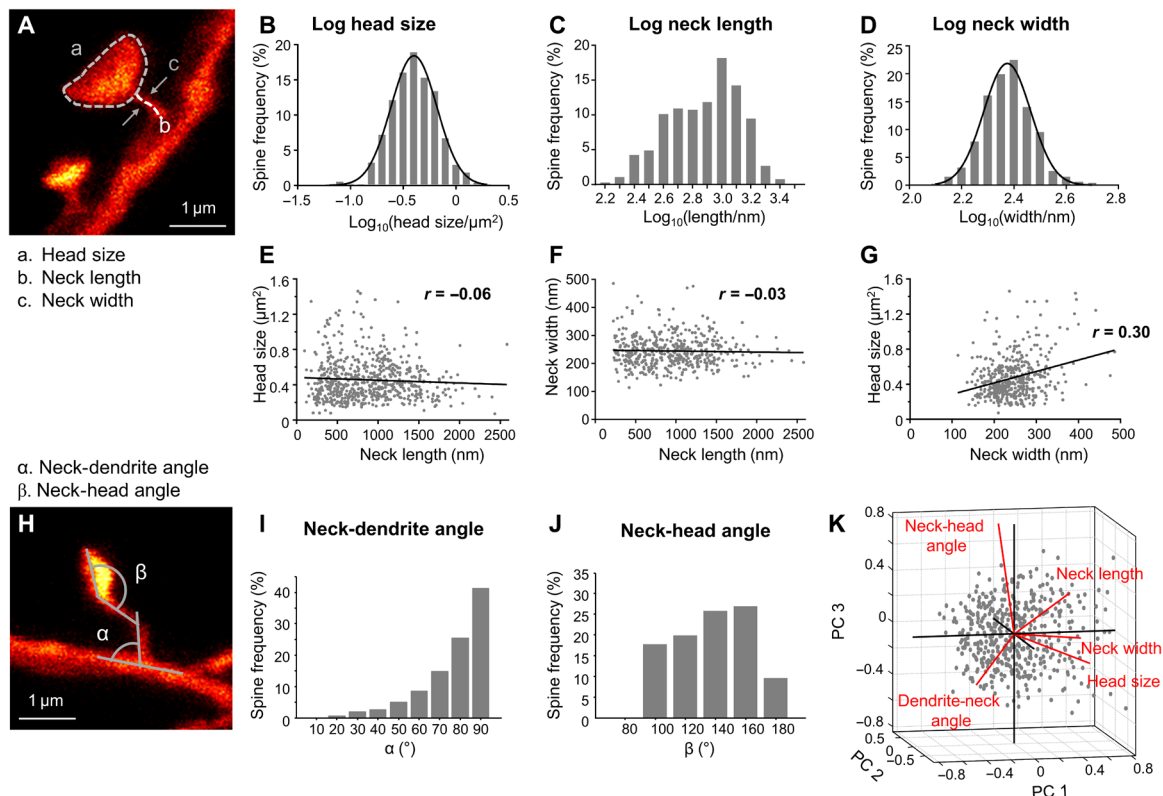 A
a
c
b
1 µm
a. Head size
b. Neck length
c. Neck width
B
Log head size
Spine frequency (%)
20
15
10
5
0
−1.5
−1.0
−0.5
0
0.5
Log10(head size/µm2)
C
Log neck length
Spine frequency (%)
20
15
10
5
0
2.2
2.6
3.0
3.4
Log10(length/nm)
D
Log neck width
Spine frequency (%)
25
20
15
10
5
0
2.0
2.2
2.4
2.6
2.8
Log10(width/nm)
E
Head size (µm2)
1.6
1.2
0.8
0.4
0
r = −0.06
0 500 1000 1500 2000 2500
Neck length (nm)
F
Neck width (nm)
500
400
300
200
100
0
r = −0.03
0 500 1000 1500 2000 2500
Neck length (nm)
G
Head size (µm2)
1.6
1.2
0.8
0.4
0
r = 0.30
0 100 200 300 400 500
Neck width (nm)
α. Neck-dendrite angle
β. Neck-head angle
H
β
α
1 µm
I
Neck-dendrite angle
Spine frequency (%)
40
30
20
10
0
10 20 30 40 50 60 70 80 90
α (°)
J
Neck-head angle
Spine frequency (%)
30
20
10
0
80 100 120 140 160 180
β (°)
K
0.8
0.4
0
−0.4
−0.8
PC 3
Neck-head
angle
Neck length
Neck width
Head size
Dendrite-neck
angle
0.5
0
−0.5
PC 2
−0.8 −0.4 0 0.4 0.8
PC 1